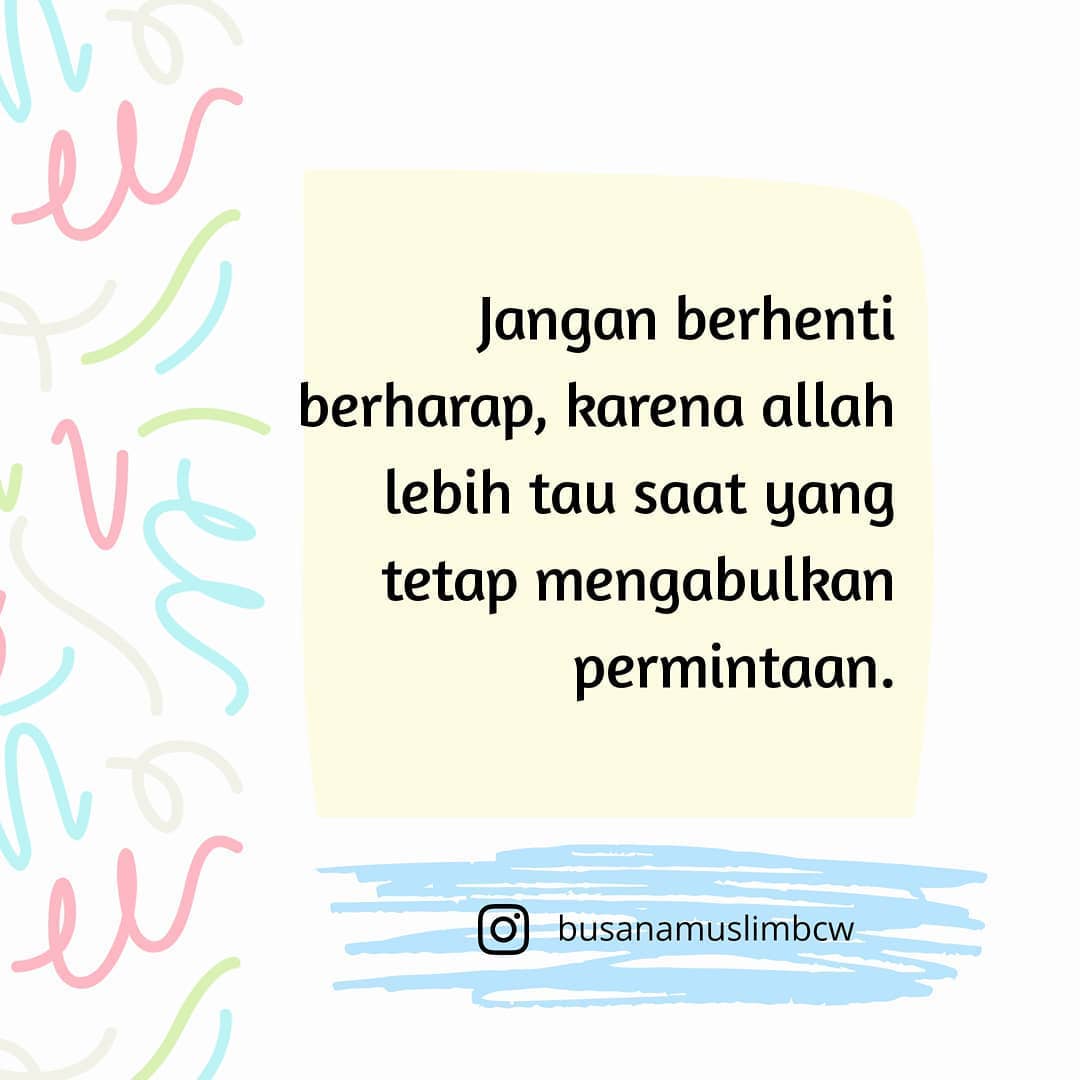 Jangan berhenti
berharap, karena allah
lebih tau saat yang
tetap mengabulkan
permintaan.
busanamuslimbcw